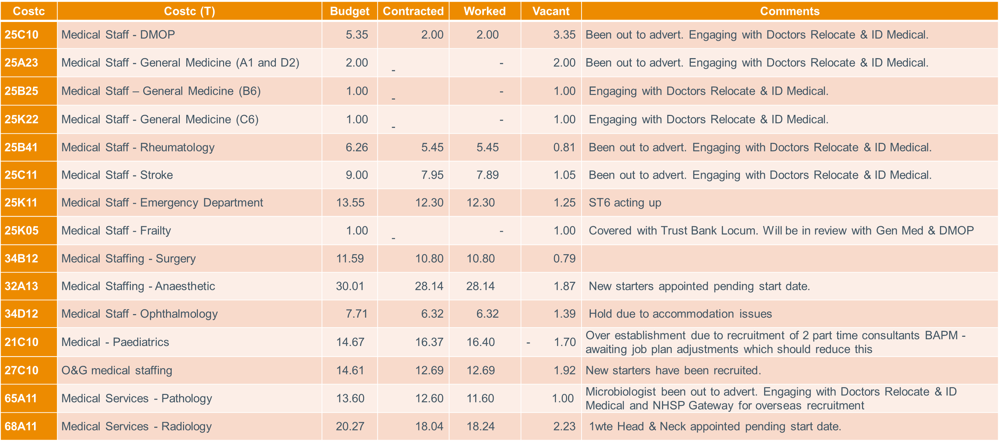 Costc Costc (T) Budget Contracted Worked Vacant Comments
25C10 Medical Staff - DMOP 5.35 2.00 2.00 3.35 Been out to advert. Engaging with Doctors Relocate & ID Medical.
25A23 Medical Staff - General Medicine (A1 and D2) 2.00 - - 2.00 Been out to advert. Engaging with Doctors Relocate & ID Medical.
25B25 Medical Staff – General Medicine (B6) 1.00 - - 1.00 Engaging with Doctors Relocate & ID Medical.
25K22 Medical Staff - General Medicine (C6) 1.00 - - 1.00 Engaging with Doctors Relocate & ID Medical.
25B41 Medical Staff - Rheumatology 6.26 5.45 5.45 0.81 Been out to advert. Engaging with Doctors Relocate & ID Medical.
25C11 Medical Staff - Stroke 9.00 7.95 7.89 1.05 Been out to advert. Engaging with Doctors Relocate & ID Medical.
25K11 Medical Staff - Emergency Department 13.55 12.30 12.30 1.25 ST6 acting up
25K05 Medical Staff - Frailty 1.00 - - 1.00 Covered with Trust Bank Locum. Will be in review with Gen Med & DMOP
34B12 Medical Staffing - Surgery 11.59 10.80 10.80 0.79
32A13 Medical Staffing - Anaesthetic 30.01 28.14 28.14 1.87 New starters appointed pending start date.
34D12 Medical Staff - Ophthalmology 7.71 6.32 6.32 1.39 Hold due to accommodation issues
21C10 Medical - Paediatrics 14.67 16.37 16.40 - 1.70 Over establishment due to recruitment of 2 part time consultants BAPM -
awaiting job plan adjustments which should reduce this
27C10 O&G medical staffing 14.61 12.69 12.69 1.92 New starters have been recruited.
65A11 Medical Services - Pathology 13.60 12.60 11.60 1.00 Microbiologist been out to advert. Engaging with Doctors Relocate & ID
Medical and NHSP Gateway for overseas recruitment
68A11 Medical Services - Radiology 20.27 18.04 18.24 2.23 1wte Head & Neck appointed pending start date.